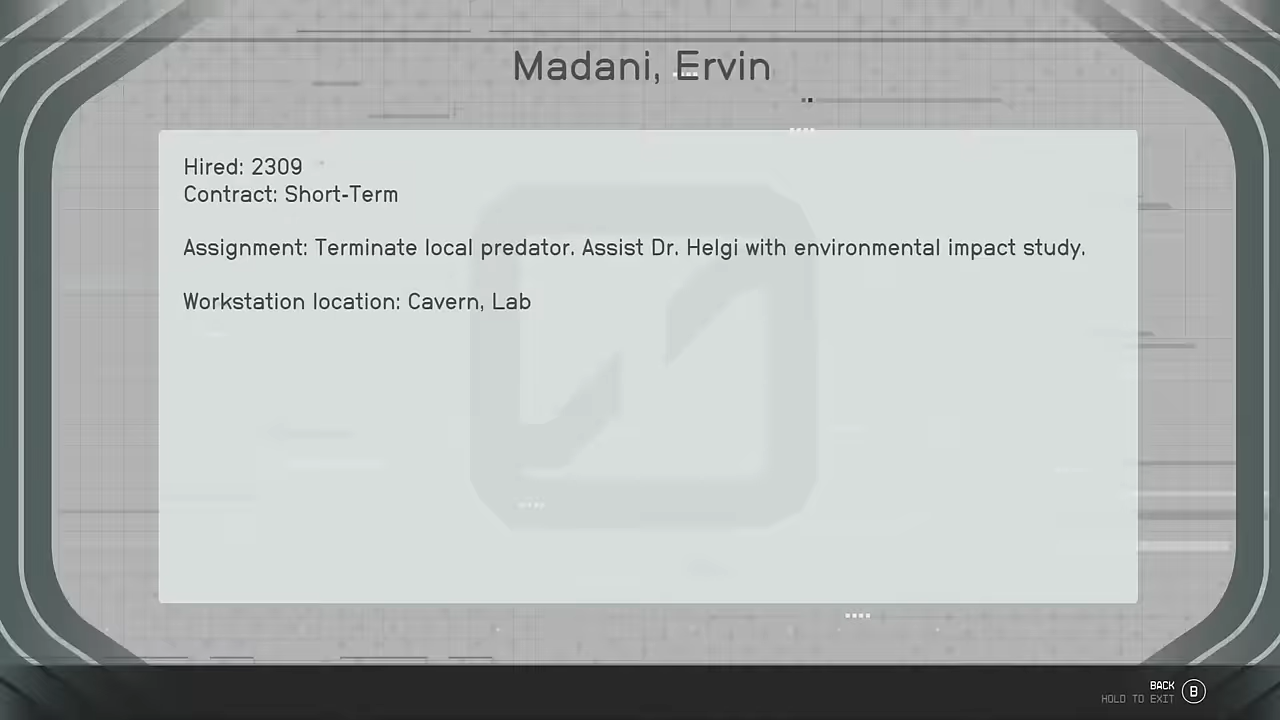 Madani, Ervin
Hired: 2309
Contract: Short-Term
Assignment: Terminate local predator. Assist Dr. Helgi with environmental impact study.
Workstation location: Cavern, Lab
BACK
HOLD TO EXIT
B